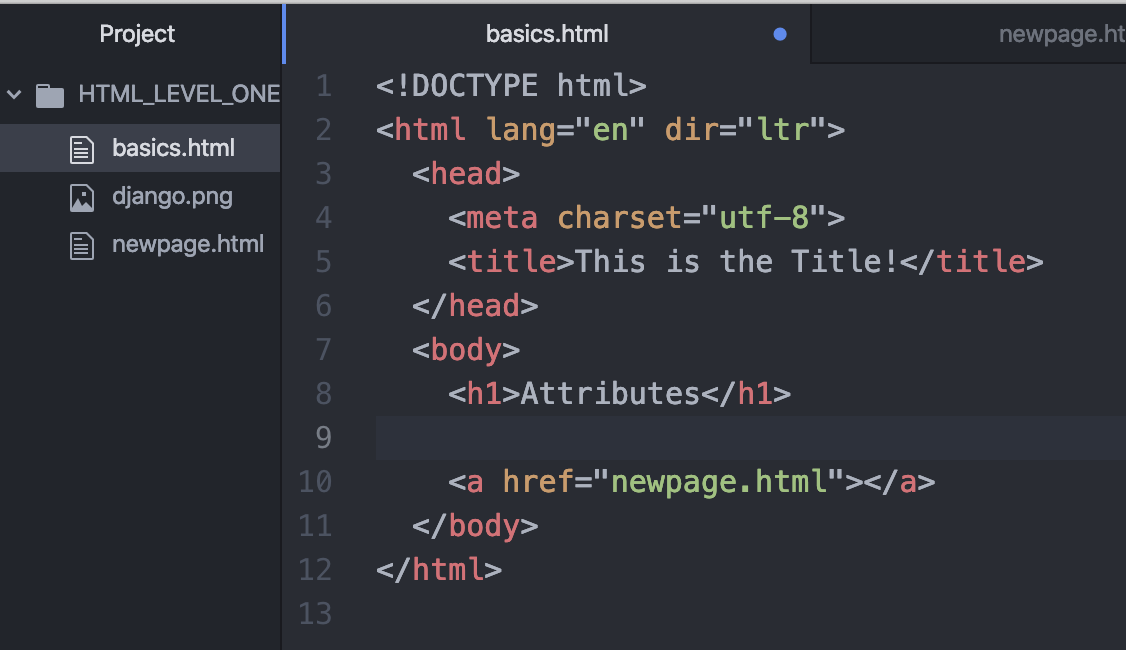 Project
HTML_LEVEL_ONE
basics.html
django.png
newpage.html
basics.html
newpage.ht
1 <!DOCTYPE html>
2 <html lang="en" dir="ltr">
3 <head>
4 <meta charset="utf-8">
5 <title>This is the Title!</title>
6 </head>
7 <body>
8 <h1>Attributes</h1>
9
10 <a href="newpage.html"></a>
11 </body>
12 </html>
13